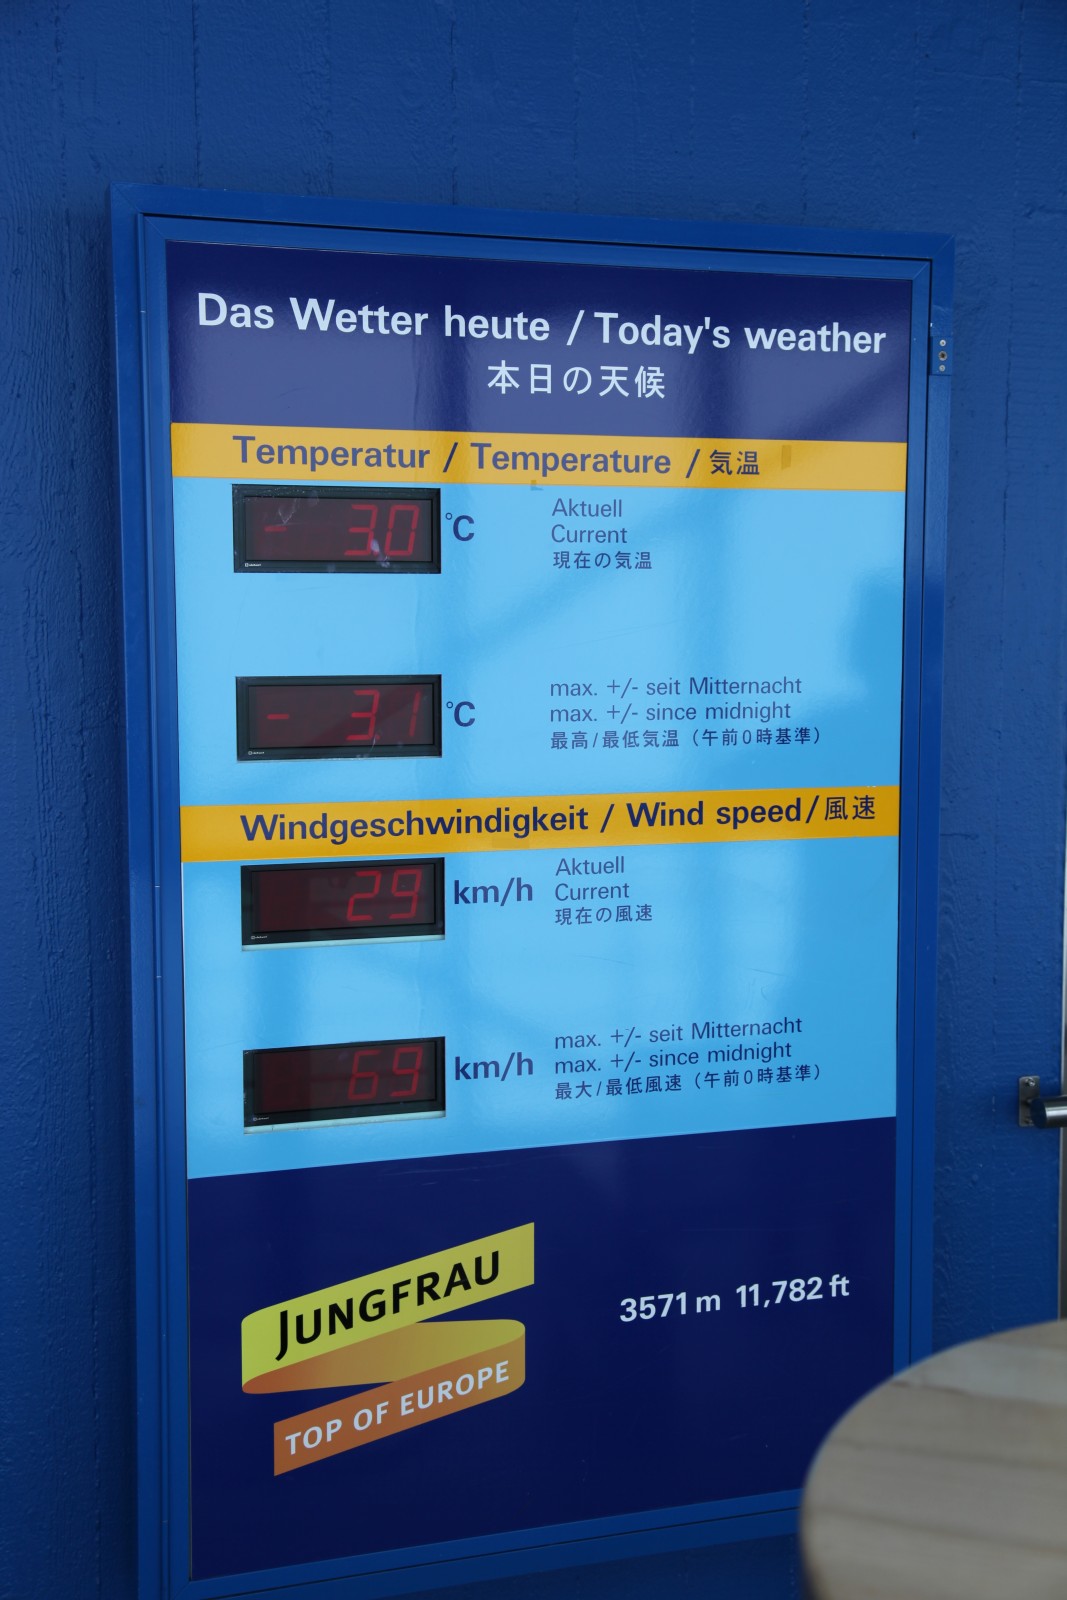 Das Wetter heute / Today's weather
本日の天候
Temperatur / Temperature / 気温
- 30 °C
Aktuell
Current
現在の気温
- 31 °C
max. +/- seit Mitternacht
max. +/- since midnight
最高/最低気温（午前0時基準）
Windgeschwindigkeit / Wind speed/風速
29 km/h
Aktuell
Current
現在の風速
69 km/h
max. +/- seit Mitternacht
max. +/- since midnight
最大/最低風速（午前0時基準）
JUNGFRAU
TOP OF EUROPE
3571 m 11,782 ft